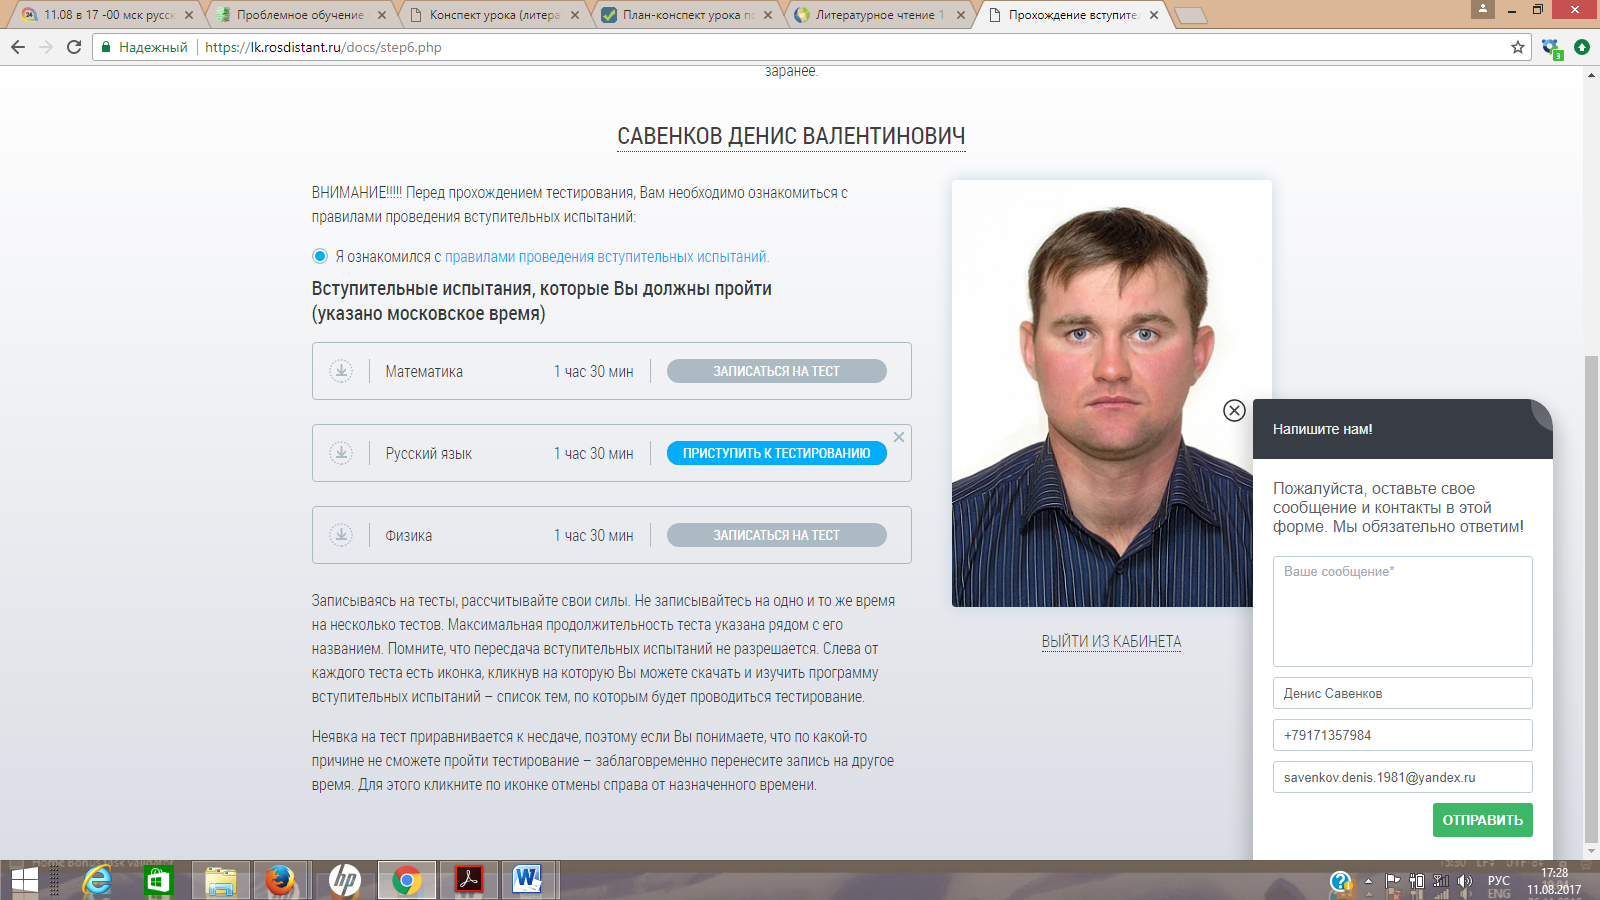 11.08 в 17 -00 мск русск
Проблемное обучение
Конспект урока (литера
План-конспект урока по
Литературное чтение 1
Прохождение вступител
Надежный
https://lk.rosdistant.ru/docs/step6.php
3
заранее.
САВЕНКОВ ДЕНИС ВАЛЕНТИНОВИЧ
ВНИМАНИЕ!!!!! Перед прохождением тестирования, Вам необходимо ознакомиться с
правилами проведения вступительных испытаний:
Я ознакомился с правилами проведения вступительных испытаний.
Вступительные испытания, которые Вы должны пройти
(указано московское время)
Математика 1 час 30 мин ЗАПИСАТЬСЯ НА ТЕСТ
Русский язык 1 час 30 мин ПРИСТУПИТЬ К ТЕСТИРОВАНИЮ
Физика 1 час 30 мин ЗАПИСАТЬСЯ НА ТЕСТ
Записываясь на тесты, рассчитывайте свои силы. Не записывайтесь на одно и то же время
на несколько тестов. Максимальная продолжительность теста указана рядом с его
названием. Помните, что пересдача вступительных испытаний не разрешается. Слева от
каждого теста есть иконка, кликнув на которую Вы можете скачать и изучить программу
вступительных испытаний – список тем, по которым будет проводиться тестирование.
Неявка на тест приравнивается к несдаче, поэтому если Вы понимаете, что по какой-то
причине не сможете пройти тестирование – заблаговременно перенесите запись на другое
время. Для этого кликните по иконке отмены справа от назначенного времени.
ВЫЙТИ ИЗ КАБИНЕТА
Напишите нам!
Пожалуйста, оставьте свое
сообщение и контакты в этой
форме. Мы обязательно ответим!
Ваше сообщение*
Денис Савенков
+79171357984
savenkov.denis.1981@yandex.ru
ОТПРАВИТЬ
hp
РУС
ENG
17:28
11.08.2017